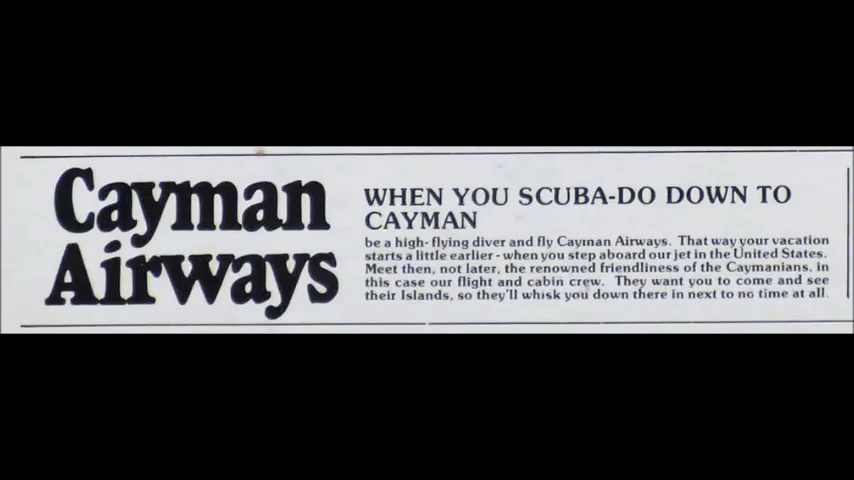 Cayman
Airways
WHEN YOU SCUBA-DO DOWN TO
CAYMAN
be a high-flying diver and fly Cayman Airways. That way your vacation
starts a little earlier - when you step aboard our jet in the United States.
Meet then, not later, the renowned friendliness of the Caymanians, in
this case our flight and cabin crew. They want you to come and see
their Islands, so they'll whisk you down there in next to no time at all.